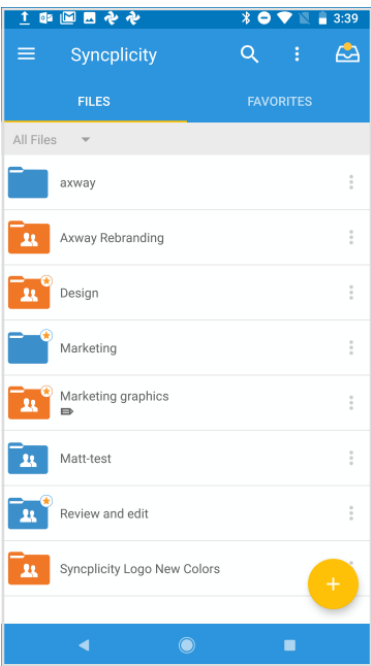 3:39
Syncplicity
FILES FAVORITES
All Files
axway
Axway Rebranding
Design
Marketing
Marketing graphics
Matt-test
Review and edit
Syncplicity Logo New Colors